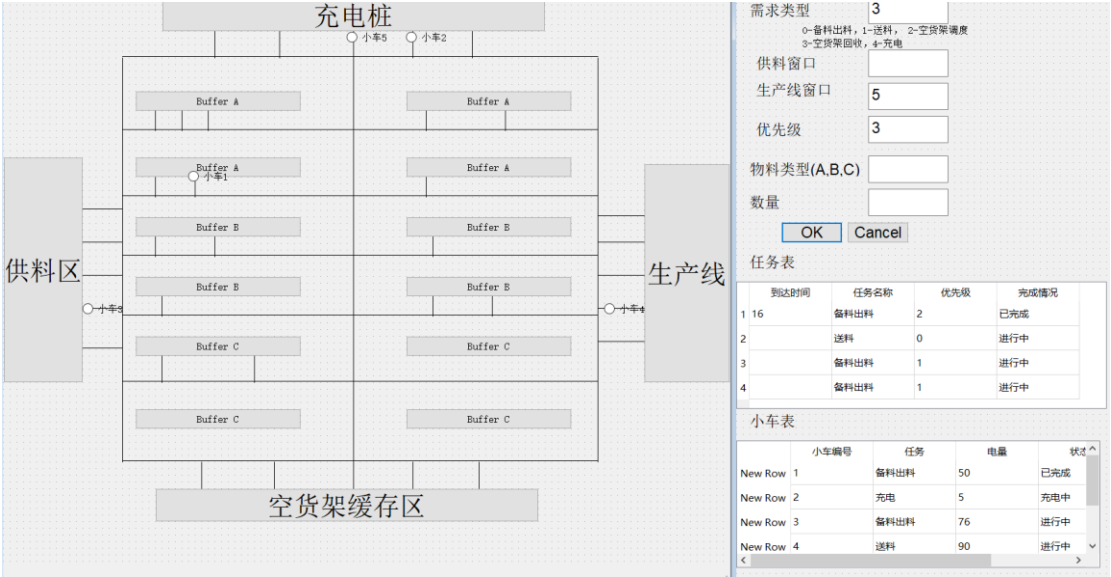 充电桩
小车5 小车2
Buffer A Buffer A
Buffer A Buffer A
小车1
Buffer B Buffer B
供料区
生产线
Buffer B Buffer B
小车3 小车4
Buffer C Buffer C
Buffer C Buffer C
空货架缓存区
需求类型 3
0-备料出料，1-送料， 2-空货架调度
3-空货架回收，4-充电
供料窗口
生产线窗口 5
优先级 3
物料类型(A,B,C)
数量
OK Cancel
任务表
到达时间 任务名称 优先级 完成情况
1 16 备料出料 2 已完成
2 送料 0 进行中
3 备料出料 1 进行中
4 备料出料 1 进行中
小车表
小车编号 任务 电量 状态
New Row 1 备料出料 50 已完成
New Row 2 充电 5 充电中
New Row 3 备料出料 76 进行中
New Row 4 送料 90 进行中